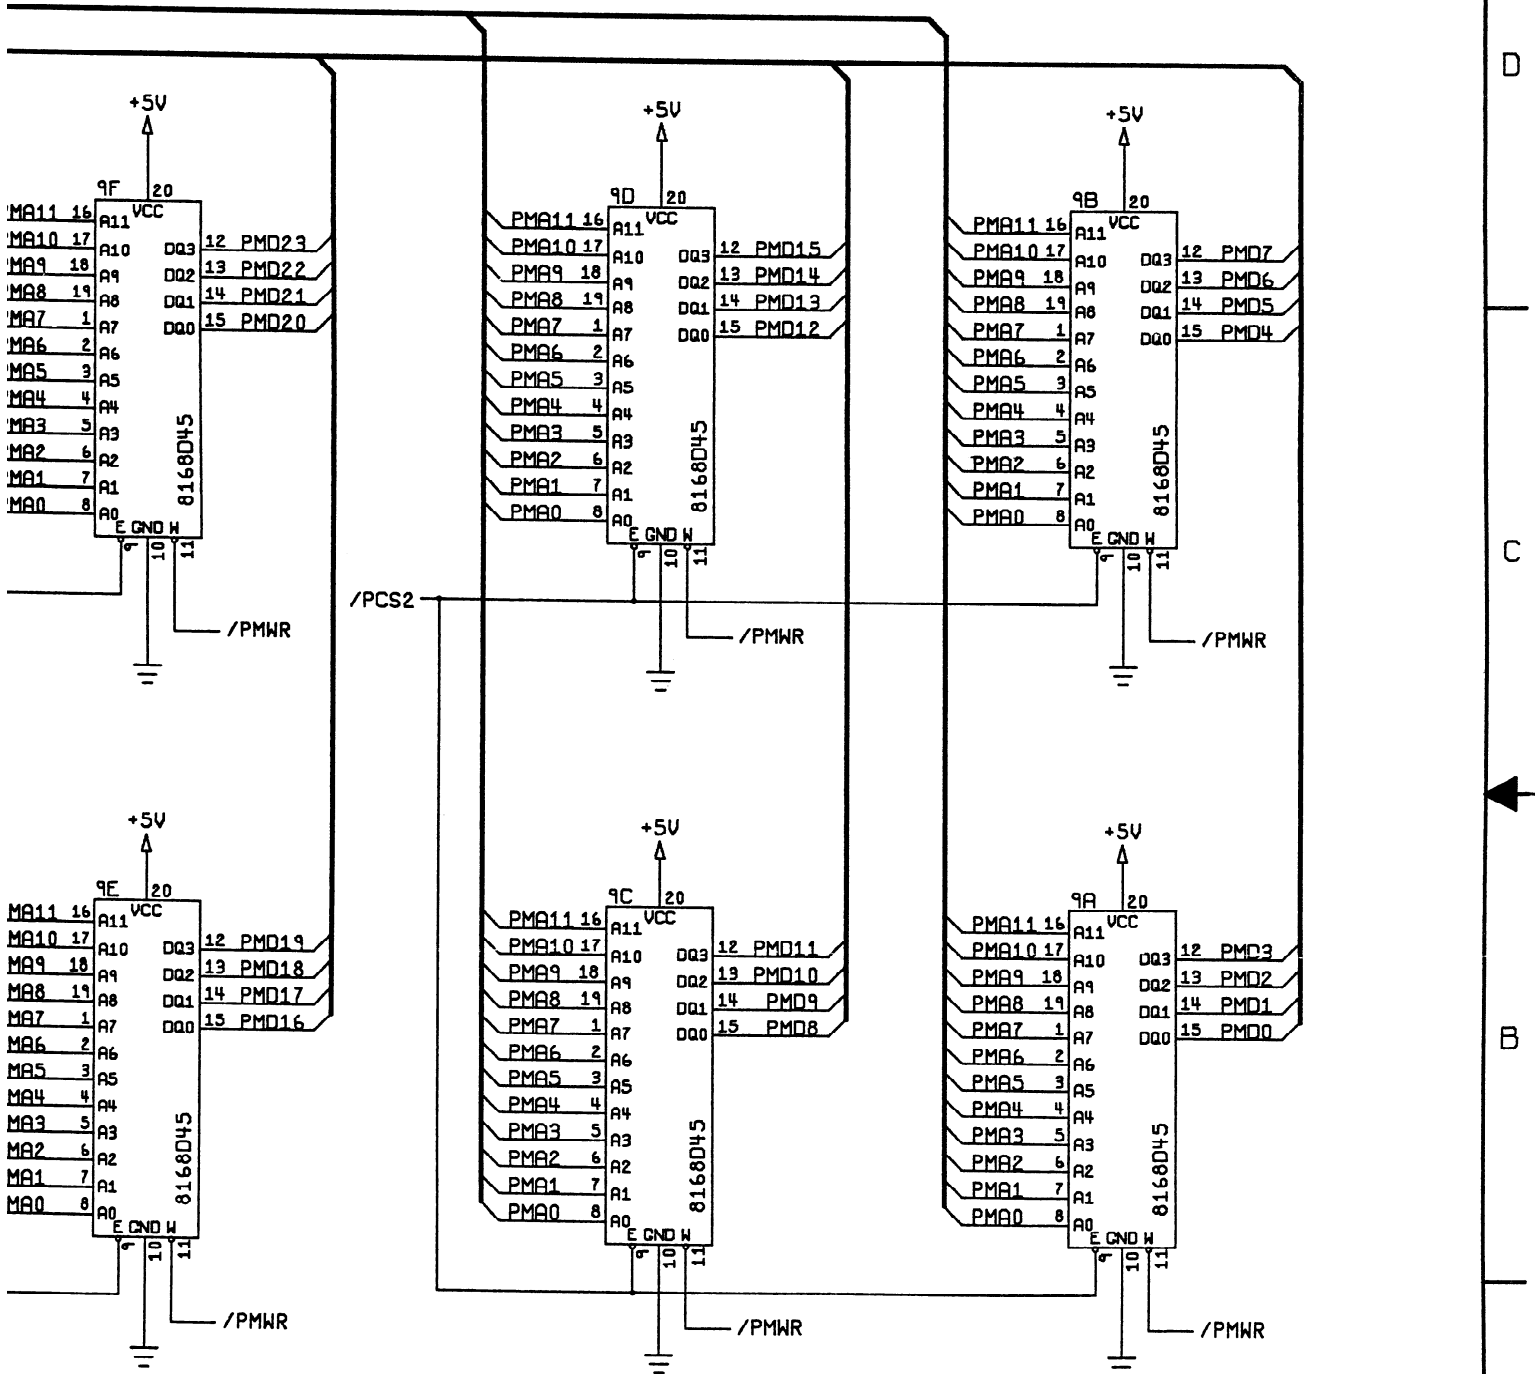 D
+5V
9F
20
VCC
MA11 16 A11
MA10 17 A10
MA9 18 A9
MA8 19 A8
MA7 1 A7
MA6 2 A6
MA5 3 A5
MA4 4 A4
MA3 5 A3
MA2 6 A2
MA1 7 A1
MA0 8 A0
DQ3 12 PMD23
DQ2 13 PMD22
DQ1 14 PMD21
DQ0 15 PMD20
8168D45
E GND W
9 10 11
/PMWR
+5V
9D
20
VCC
PMA11 16 A11
PMA10 17 A10
PMA9 18 A9
PMA8 19 A8
PMA7 1 A7
PMA6 2 A6
PMA5 3 A5
PMA4 4 A4
PMA3 5 A3
PMA2 6 A2
PMA1 7 A1
PMA0 8 A0
DQ3 12 PMD15
DQ2 13 PMD14
DQ1 14 PMD13
DQ0 15 PMD12
8168D45
E GND W
9 10 11
/PCS2
/PMWR
+5V
9B
20
VCC
PMA11 16 A11
PMA10 17 A10
PMA9 18 A9
PMA8 19 A8
PMA7 1 A7
PMA6 2 A6
PMA5 3 A5
PMA4 4 A4
PMA3 5 A3
PMA2 6 A2
PMA1 7 A1
PMA0 8 A0
DQ3 12 PMD7
DQ2 13 PMD6
DQ1 14 PMD5
DQ0 15 PMD4
8168D45
E GND W
9 10 11
/PMWR
C
+5V
9E
20
VCC
MA11 16 A11
MA10 17 A10
MA9 18 A9
MA8 19 A8
MA7 1 A7
MA6 2 A6
MA5 3 A5
MA4 4 A4
MA3 5 A3
MA2 6 A2
MA1 7 A1
MA0 8 A0
DQ3 12 PMD19
DQ2 13 PMD18
DQ1 14 PMD17
DQ0 15 PMD16
8168D45
E GND W
9 10 11
/PMWR
+5V
9C
20
VCC
PMA11 16 A11
PMA10 17 A10
PMA9 18 A9
PMA8 19 A8
PMA7 1 A7
PMA6 2 A6
PMA5 3 A5
PMA4 4 A4
PMA3 5 A3
PMA2 6 A2
PMA1 7 A1
PMA0 8 A0
DQ3 12 PMD11
DQ2 13 PMD10
DQ1 14 PMD9
DQ0 15 PMD8
8168D45
E GND W
9 10 11
/PMWR
+5V
9A
20
VCC
PMA11 16 A11
PMA10 17 A10
PMA9 18 A9
PMA8 19 A8
PMA7 1 A7
PMA6 2 A6
PMA5 3 A5
PMA4 4 A4
PMA3 5 A3
PMA2 6 A2
PMA1 7 A1
PMA0 8 A0
DQ3 12 PMD3
DQ2 13 PMD2
DQ1 14 PMD1
DQ0 15 PMD0
8168D45
E GND W
9 10 11
/PMWR
B